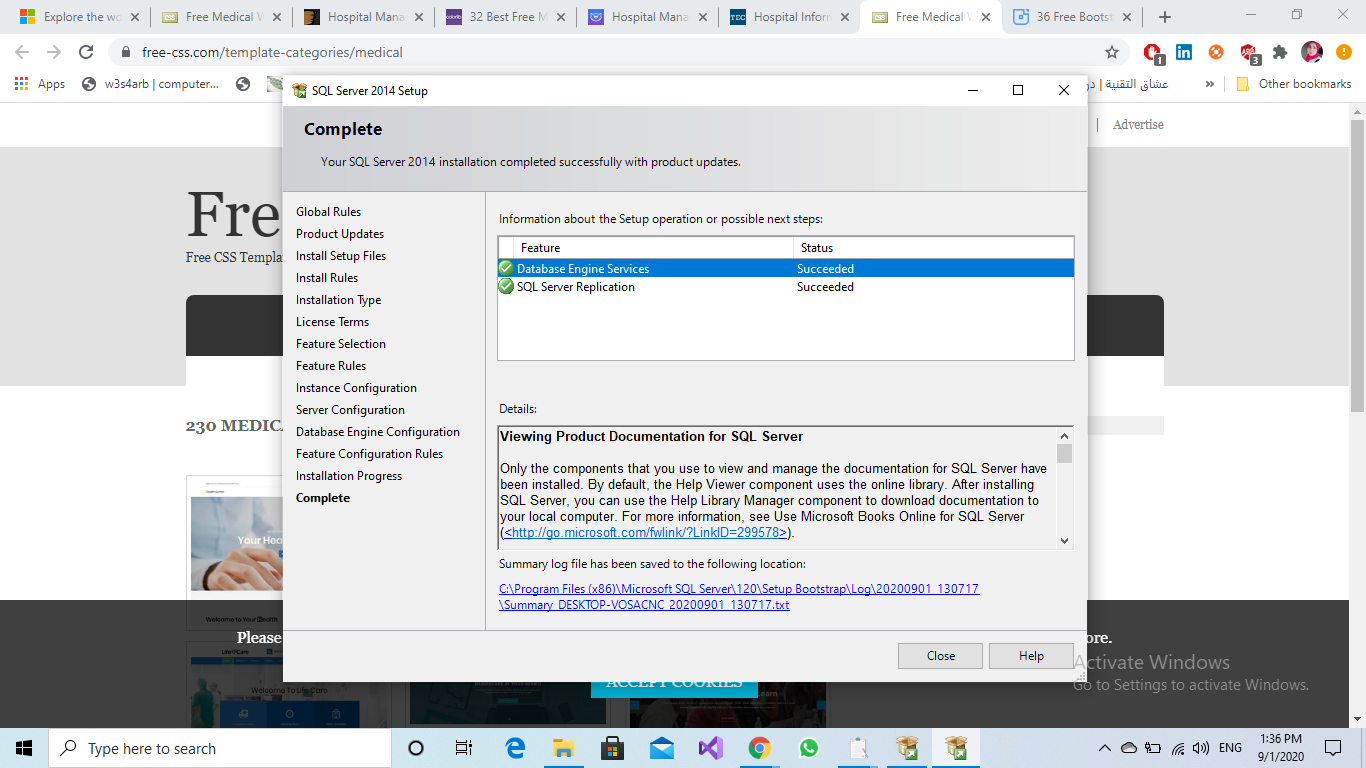 Explore the wo
Free Medical W
Hospital Mana
32 Best Free M
Hospital Mana
Hospital Inforn
Free Medical W
36 Free Bootst
free-css.com/template-categories/medical
1
3
Apps
w3s4arb | computer...
عشاق التقنية | در
»
Other bookmarks
SQL Server 2014 Setup
Complete
Your SQL Server 2014 installation completed successfully with product updates.
| Advertise
Fre
Free CSS Templa
230 MEDICA
Global Rules
Product Updates
Install Setup Files
Install Rules
Installation Type
License Terms
Feature Selection
Feature Rules
Instance Configuration
Server Configuration
Database Engine Configuration
Feature Configuration Rules
Installation Progress
Complete
Information about the Setup operation or possible next steps:
Feature Status
Database Engine Services Succeeded
SQL Server Replication Succeeded
Details:
Viewing Product Documentation for SQL Server
Only the components that you use to view and manage the documentation for SQL Server have
been installed. By default, the Help Viewer component uses the online library. After installing
SQL Server, you can use the Help Library Manager component to download documentation to
your local computer. For more information, see Use Microsoft Books Online for SQL Server
(<http://go.microsoft.com/fwlink/?LinkID=299578>).
Summary log file has been saved to the following location:
C:\Program Files (x86)\Microsoft SQL Server\120\Setup Bootstrap\Log\20200901_130717
\Summary_DESKTOP-VOSACNC_20200901_130717.txt
Close
Help
Your He
Welcome to Your Health
Please
ore.
ACCEPT COOKIES
Life Care
Welcome To Life Care
Learn
Activate Windows
Go to Settings to activate Windows.
Type here to search
ENG
1:36 PM
9/1/2020